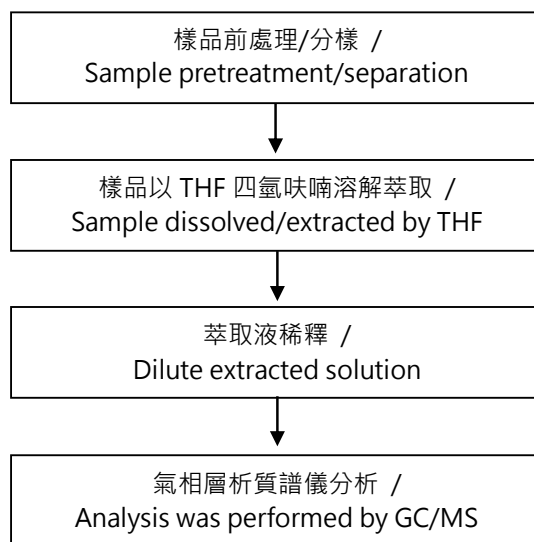 樣品前處理/分樣 /
Sample pretreatment/separation
樣品以 THF 四氫呋喃溶解萃取 /
Sample dissolved/extracted by THF
萃取液稀釋 /
Dilute extracted solution
氣相層析質譜儀分析 /
Analysis was performed by GC/MS